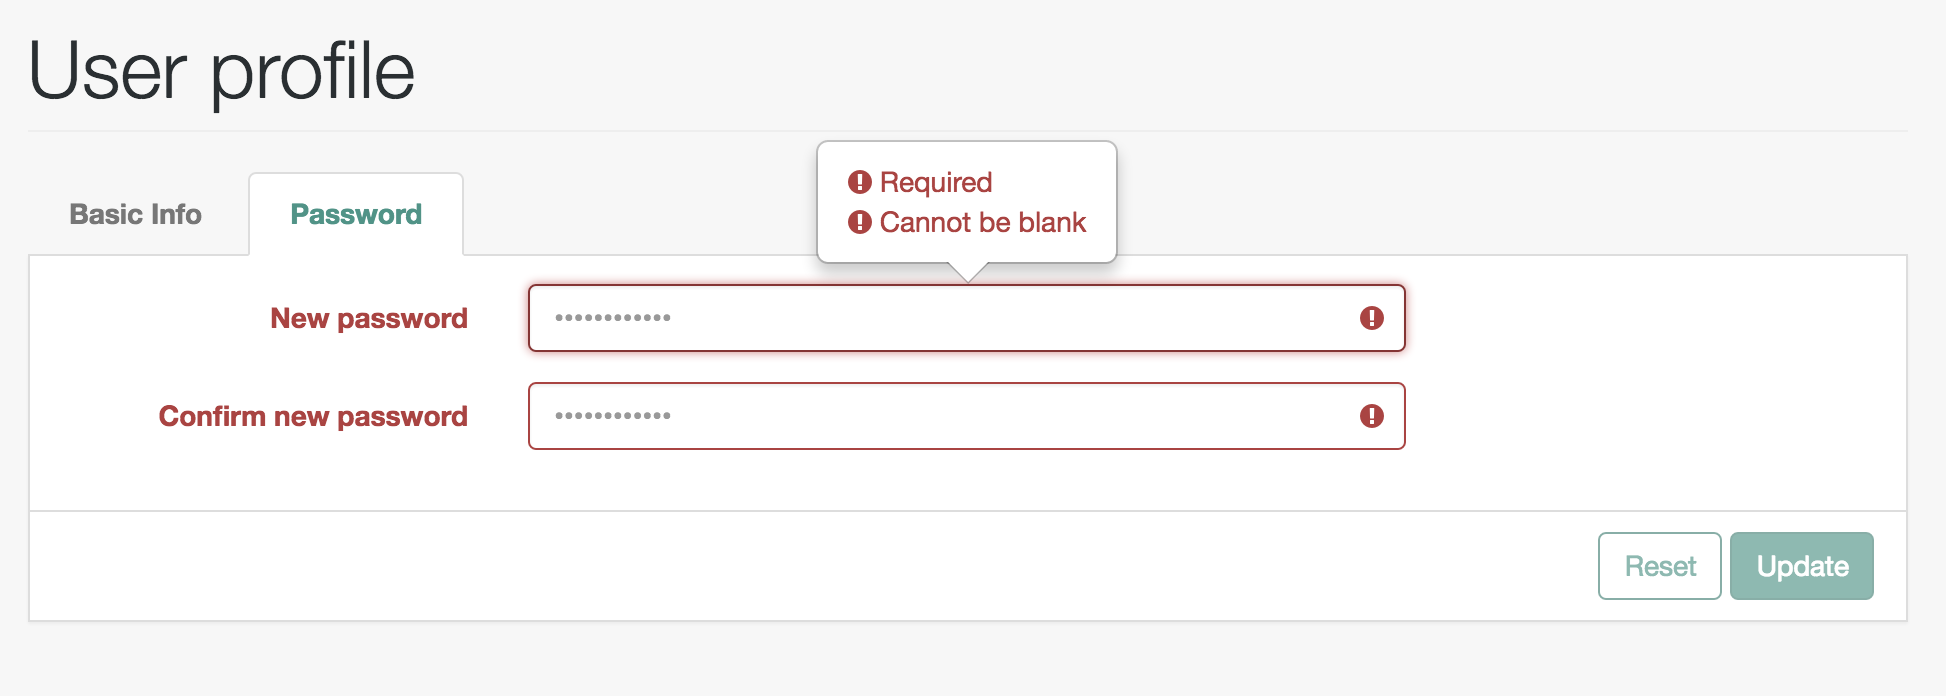 User profile
Required
Cannot be blank
Basic Info
Password
New password
••••••••••••
Confirm new password
••••••••••••
Reset
Update